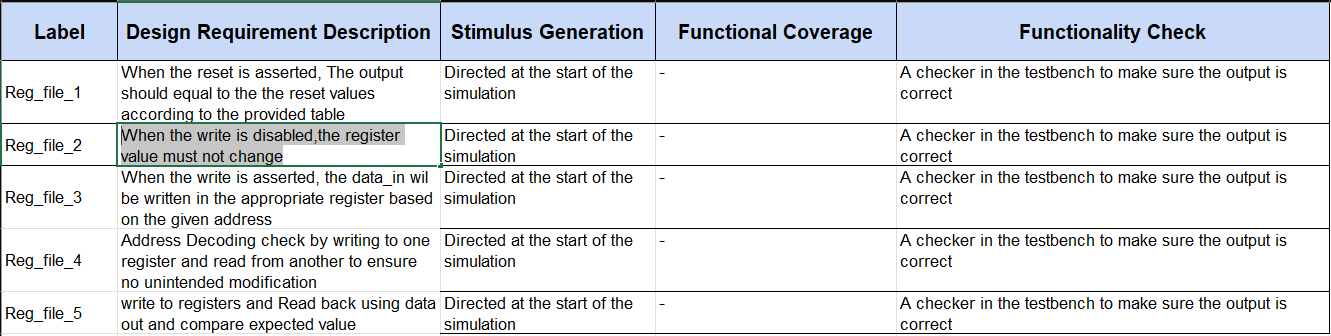 Label
Design Requirement Description
Stimulus Generation
Functional Coverage
Functionality Check
Reg_file_1
When the reset is asserted, The output
should equal to the the reset values
according to the provided table
Directed at the start of the
simulation
-
A checker in the testbench to make sure the output is
correct
Reg_file_2
When the write is disabled,the register
value must not change
Directed at the start of the
simulation
-
A checker in the testbench to make sure the output is
correct
Reg_file_3
When the write is asserted, the data_in wil
be written in the appropriate register based
on the given address
Directed at the start of the
simulation
-
A checker in the testbench to make sure the output is
correct
Reg_file_4
Address Decoding check by writing to one
register and read from another to ensure
no unintended modification
Directed at the start of the
simulation
-
A checker in the testbench to make sure the output is
correct
Reg_file_5
write to registers and Read back using data
out and compare expected value
Directed at the start of the
simulation
-
A checker in the testbench to make sure the output is
correct